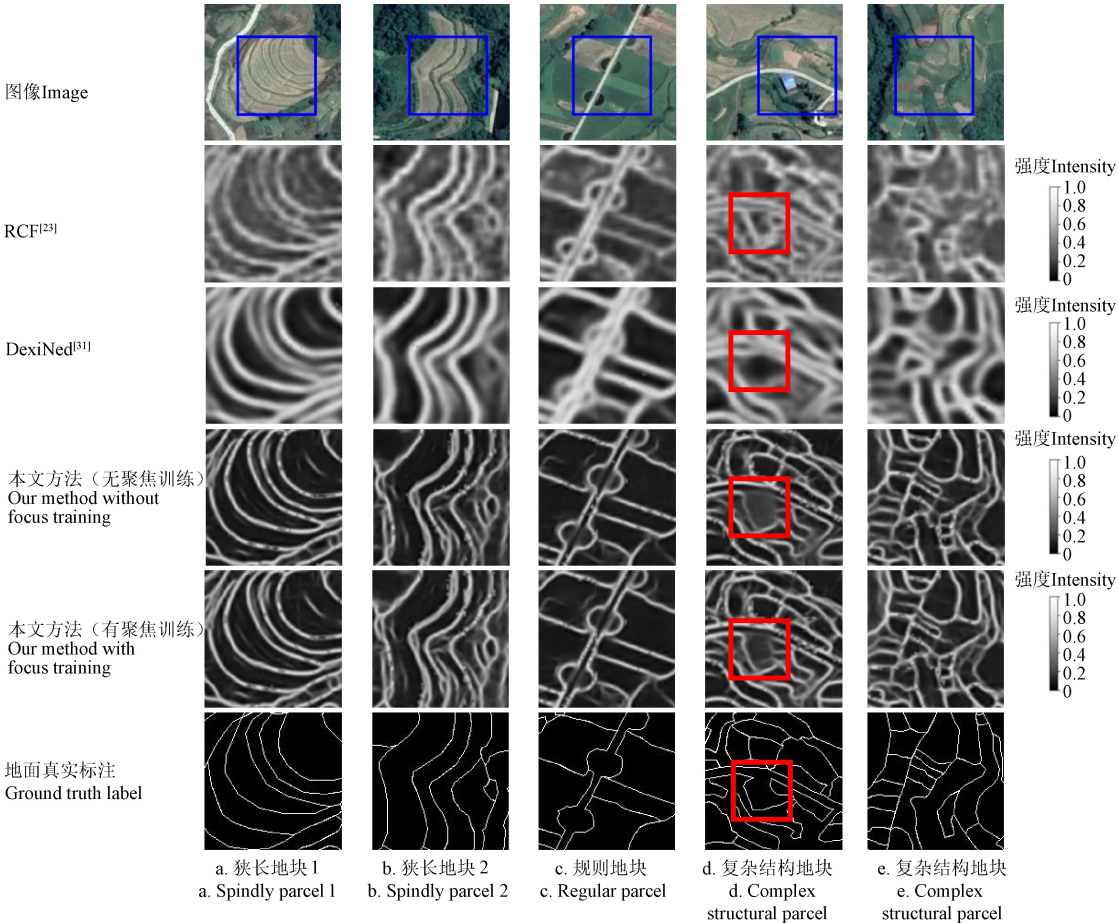 图像Image
强度Intensity
1.0
0.8
0.6
0.4
0.2
0
RCF[23]
强度Intensity
1.0
0.8
0.6
0.4
0.2
0
DexiNed[31]
强度Intensity
1.0
0.8
0.6
0.4
0.2
0
本文方法（无聚焦训练）
Our method without
focus training
强度Intensity
1.0
0.8
0.6
0.4
0.2
0
本文方法（有聚焦训练）
Our method with
focus training
地面真实标注
Ground truth label
a. 狭长地块 1
a. Spindly parcel 1
b. 狭长地块 2
b. Spindly parcel 2
c. 规则地块
c. Regular parcel
d. 复杂结构地块
d. Complex
structural parcel
e. 复杂结构地块
e. Complex
structural parcel